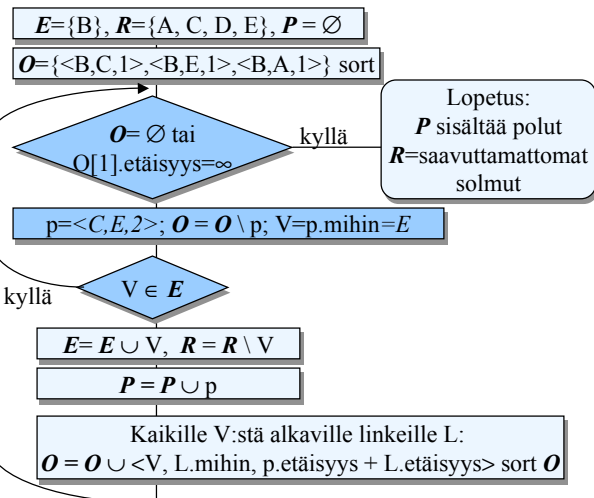 E={B}, R={A, C, D, E}, P = ∅
O={<B,C,1>,<B,E,1>,<B,A,1>} sort
O= ∅ tai
O[1].etäisyys=∞
kyllä
Lopetus:
P sisältää polut
R=saavuttamattomat
solmut
p=<C,E,2>; O = O \ p; V=p.mihin=E
V ∈ E
kyllä
E= E ∪ V, R = R \ V
P = P ∪ p
Kaikille V:stä alkaville linkeille L:
O = O ∪ <V, L.mihin, p.etäisyys + L.etäisyys> sort O